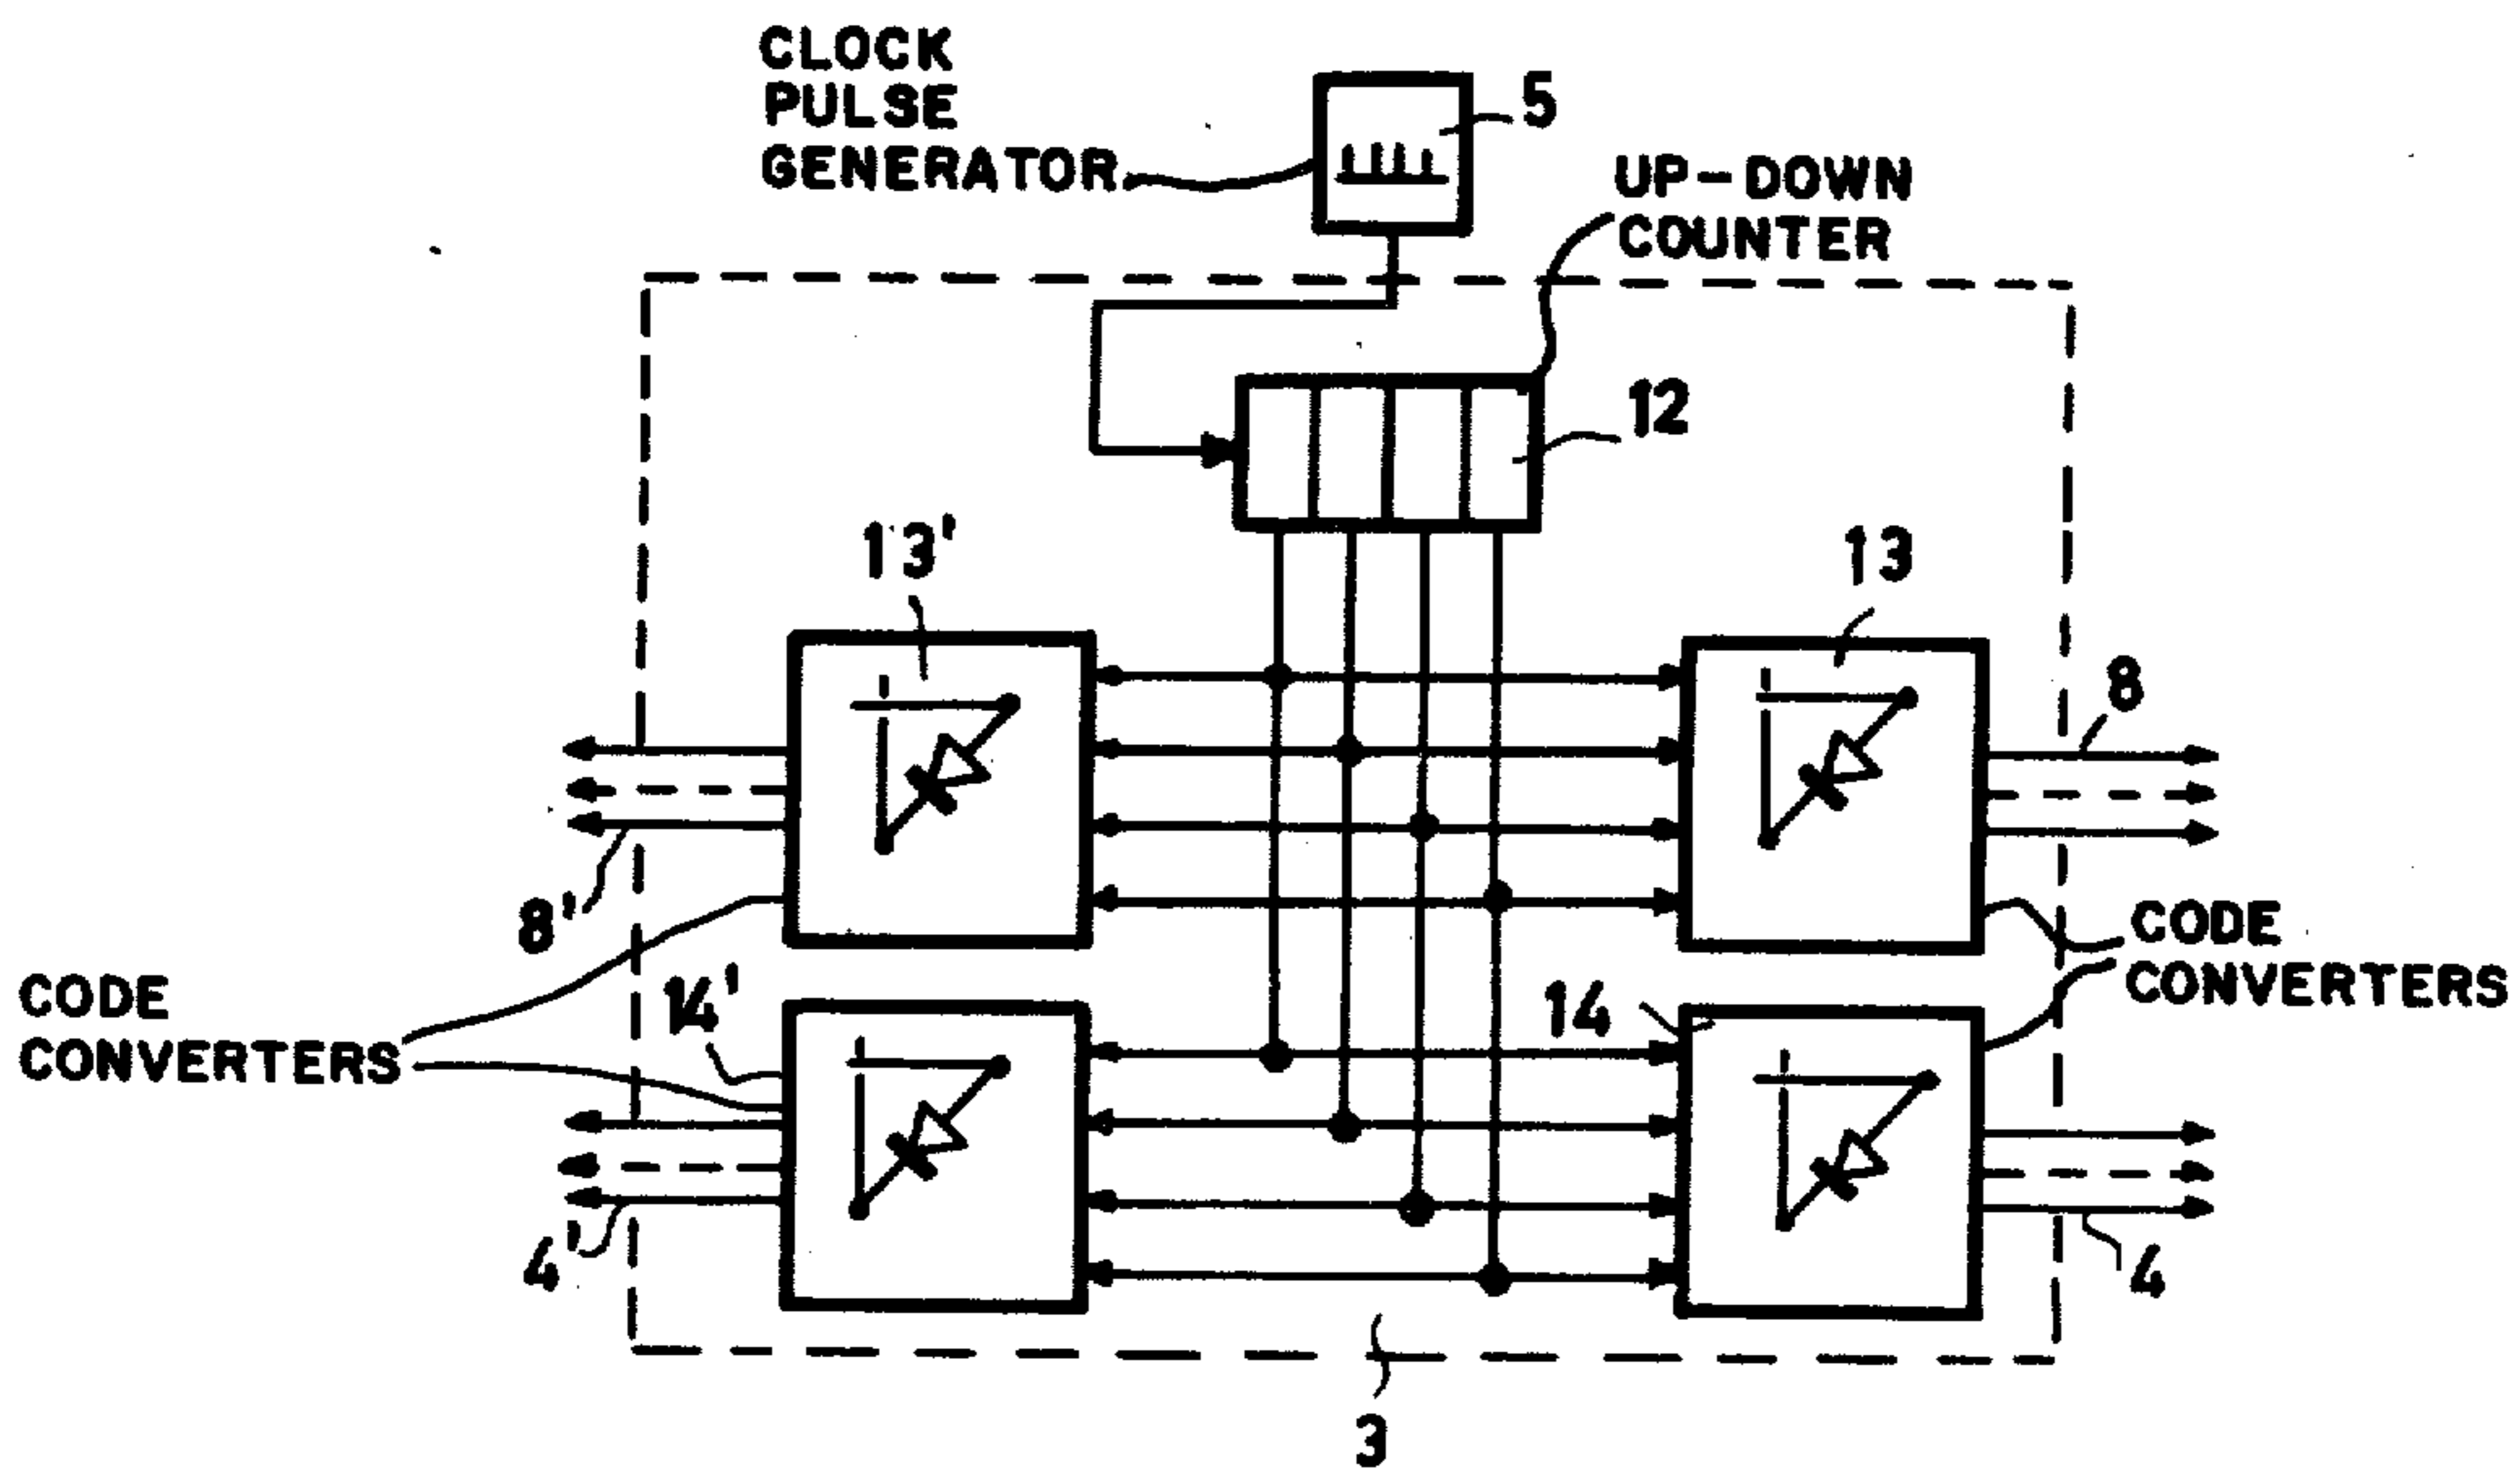 CLOCK
PULSE
GENERATOR
5
UP-DOWN
COUNTER
12
13'
13
8
8'
CODE
CONVERTERS
14'
14
CODE
CONVERTERS
4'
4
3